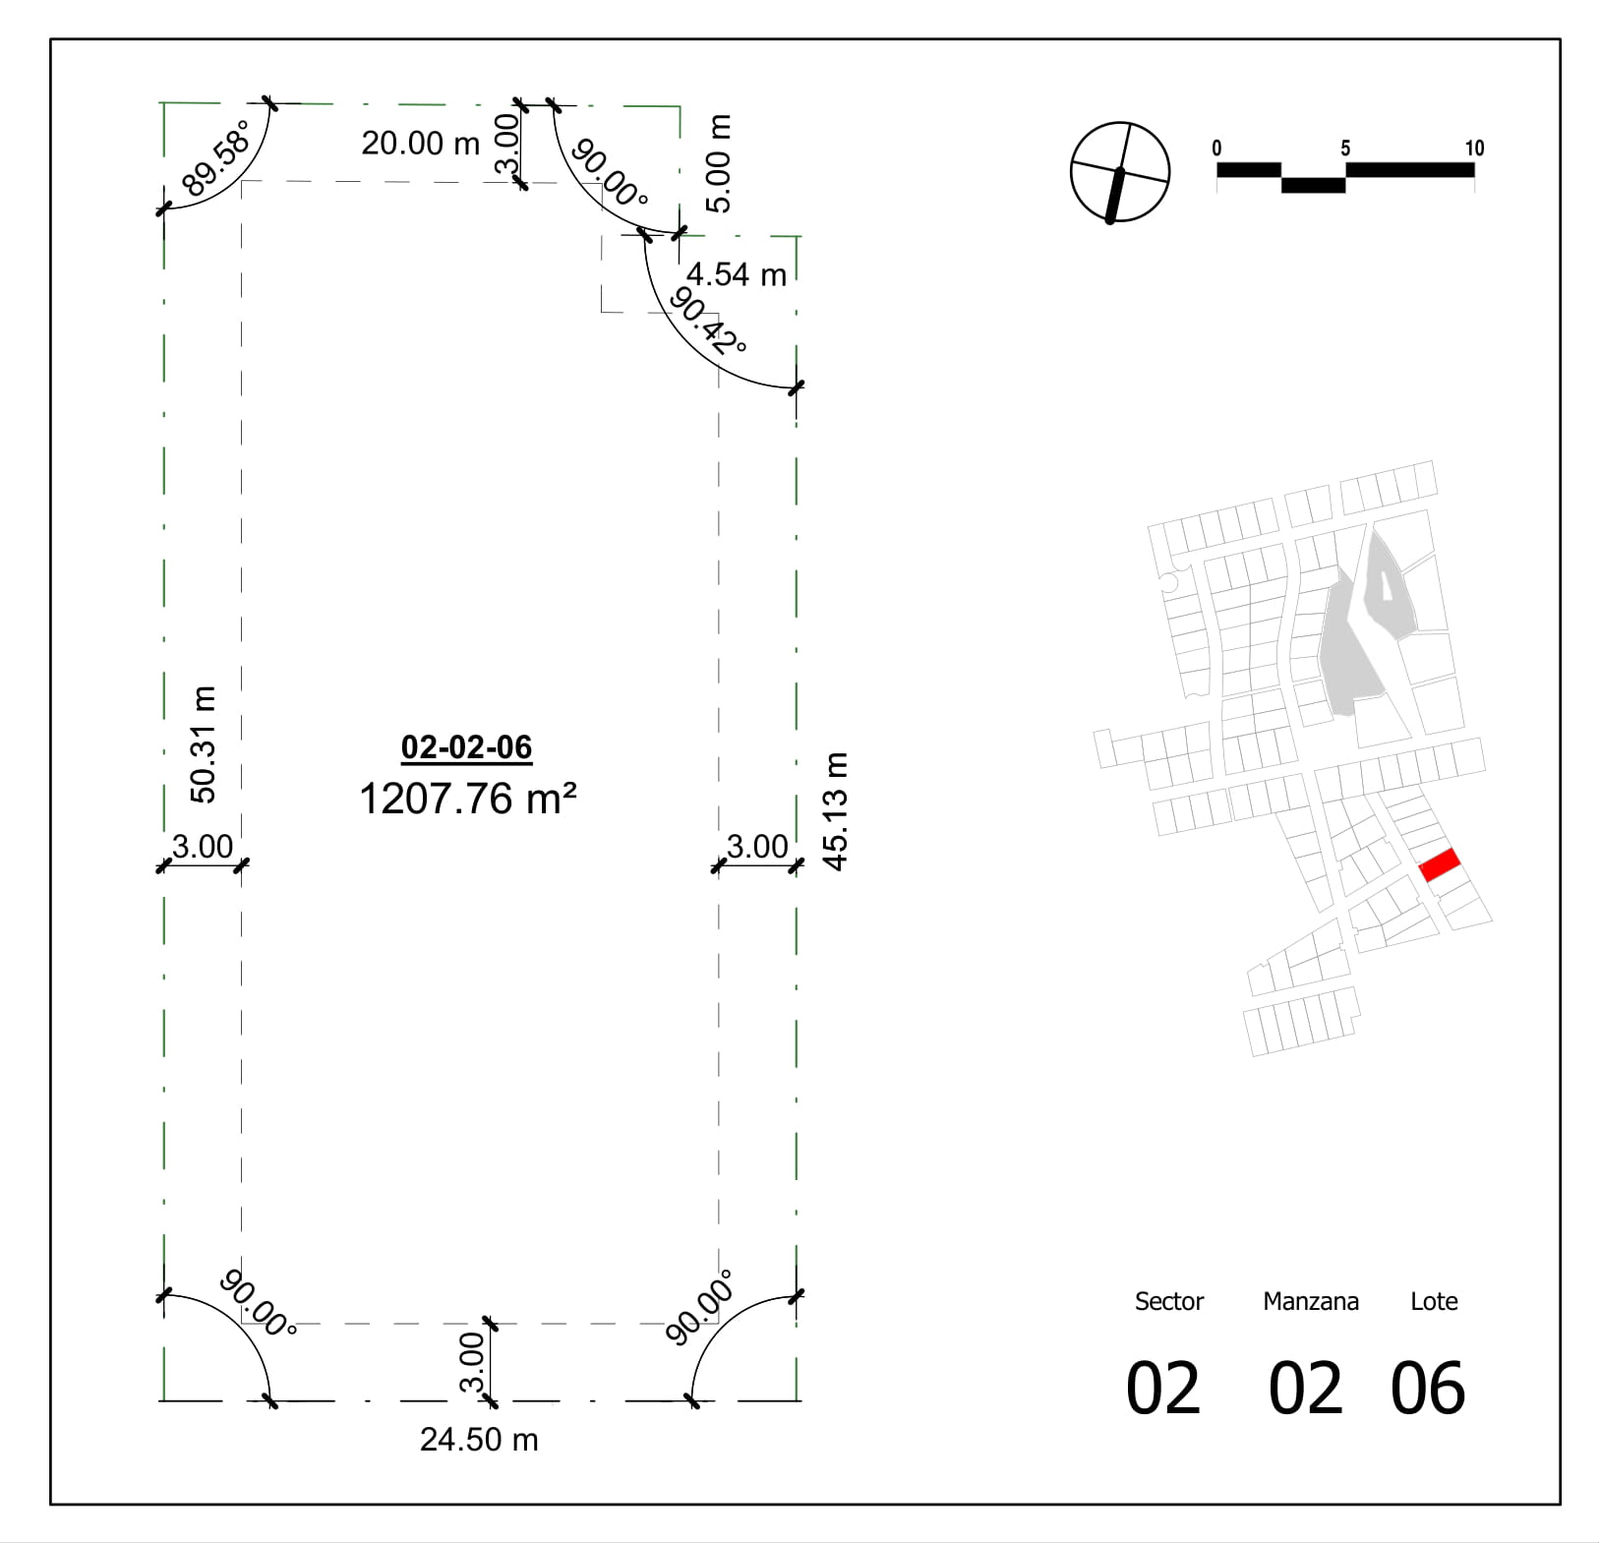 20.00 m
3.00
89.58°
90.00°
5.00 m
4.54 m
90.42°
0 5 10
50.31 m
02-02-06
1207.76 m²
3.00
3.00
45.13 m
90.00°
90.00°
3.00
24.50 m
Sector Manzana Lote
02 02 06